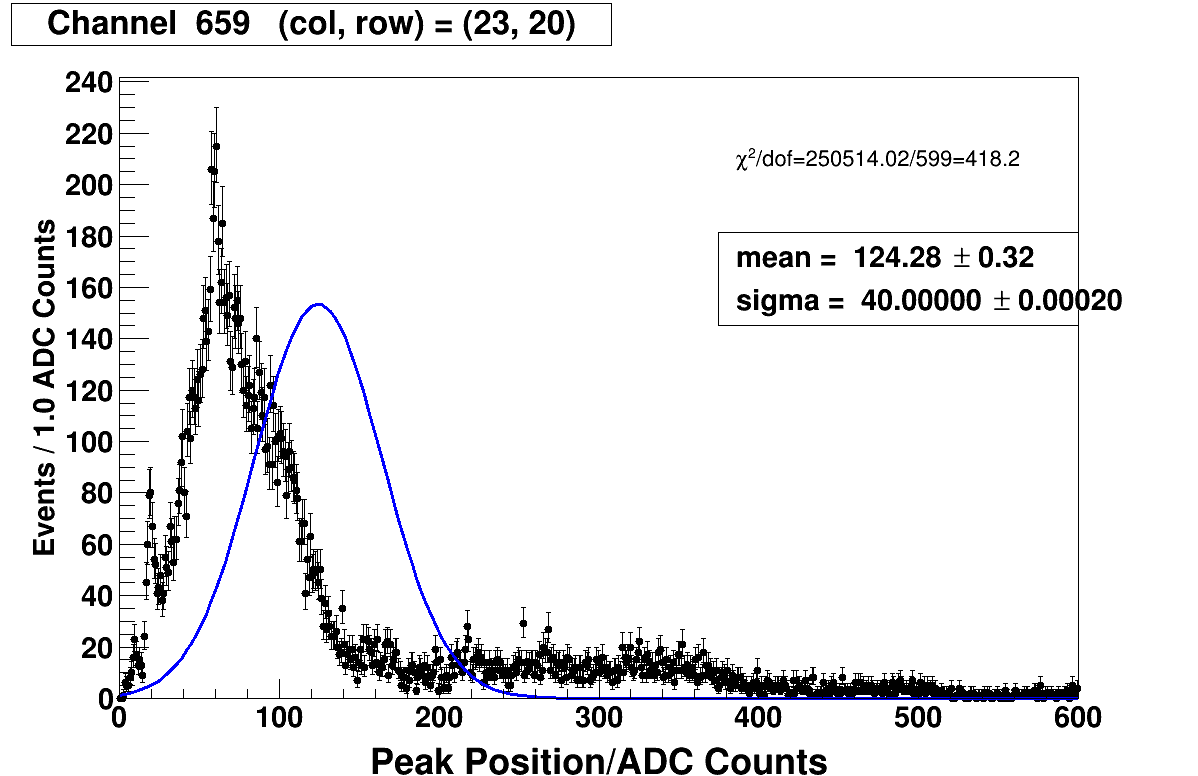 Channel 659 (col, row) = (23, 20)
χ²/dof=250514.02/599=418.2
mean = 124.28 ± 0.32
sigma = 40.00000 ± 0.00020
Events / 1.0 ADC Counts
240
220
200
180
160
140
120
100
80
60
40
20
0
0 100 200 300 400 500 600
Peak Position/ADC Counts